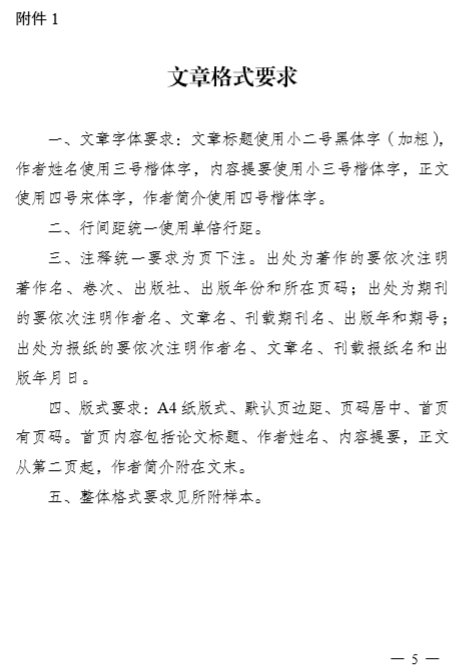 附件 1
文章格式要求
一、文章字体要求：文章标题使用小二号黑体字（加粗），
作者姓名使用三号楷体字，内容提要使用小三号楷体字，正文
使用四号宋体字，作者简介使用四号楷体字。
二、行间距统一使用单倍行距。
三、注释统一要求为页下注。出处为著作的要依次注明
著作名、卷次、出版社、出版年份和所在页码；出处为期刊
的要依次注明作者名、文章名、刊载期刊名、出版年和期号；
出处为报纸的要依次注明作者名、文章名、刊载报纸名和出
版年月日。
四、版式要求：A4 纸版式、默认页边距、页码居中、首页
有页码。首页内容包括论文标题、作者姓名、内容提要，正文
从第二页起，作者简介附在文末。
五、整体格式要求见所附样本。
— 5 —